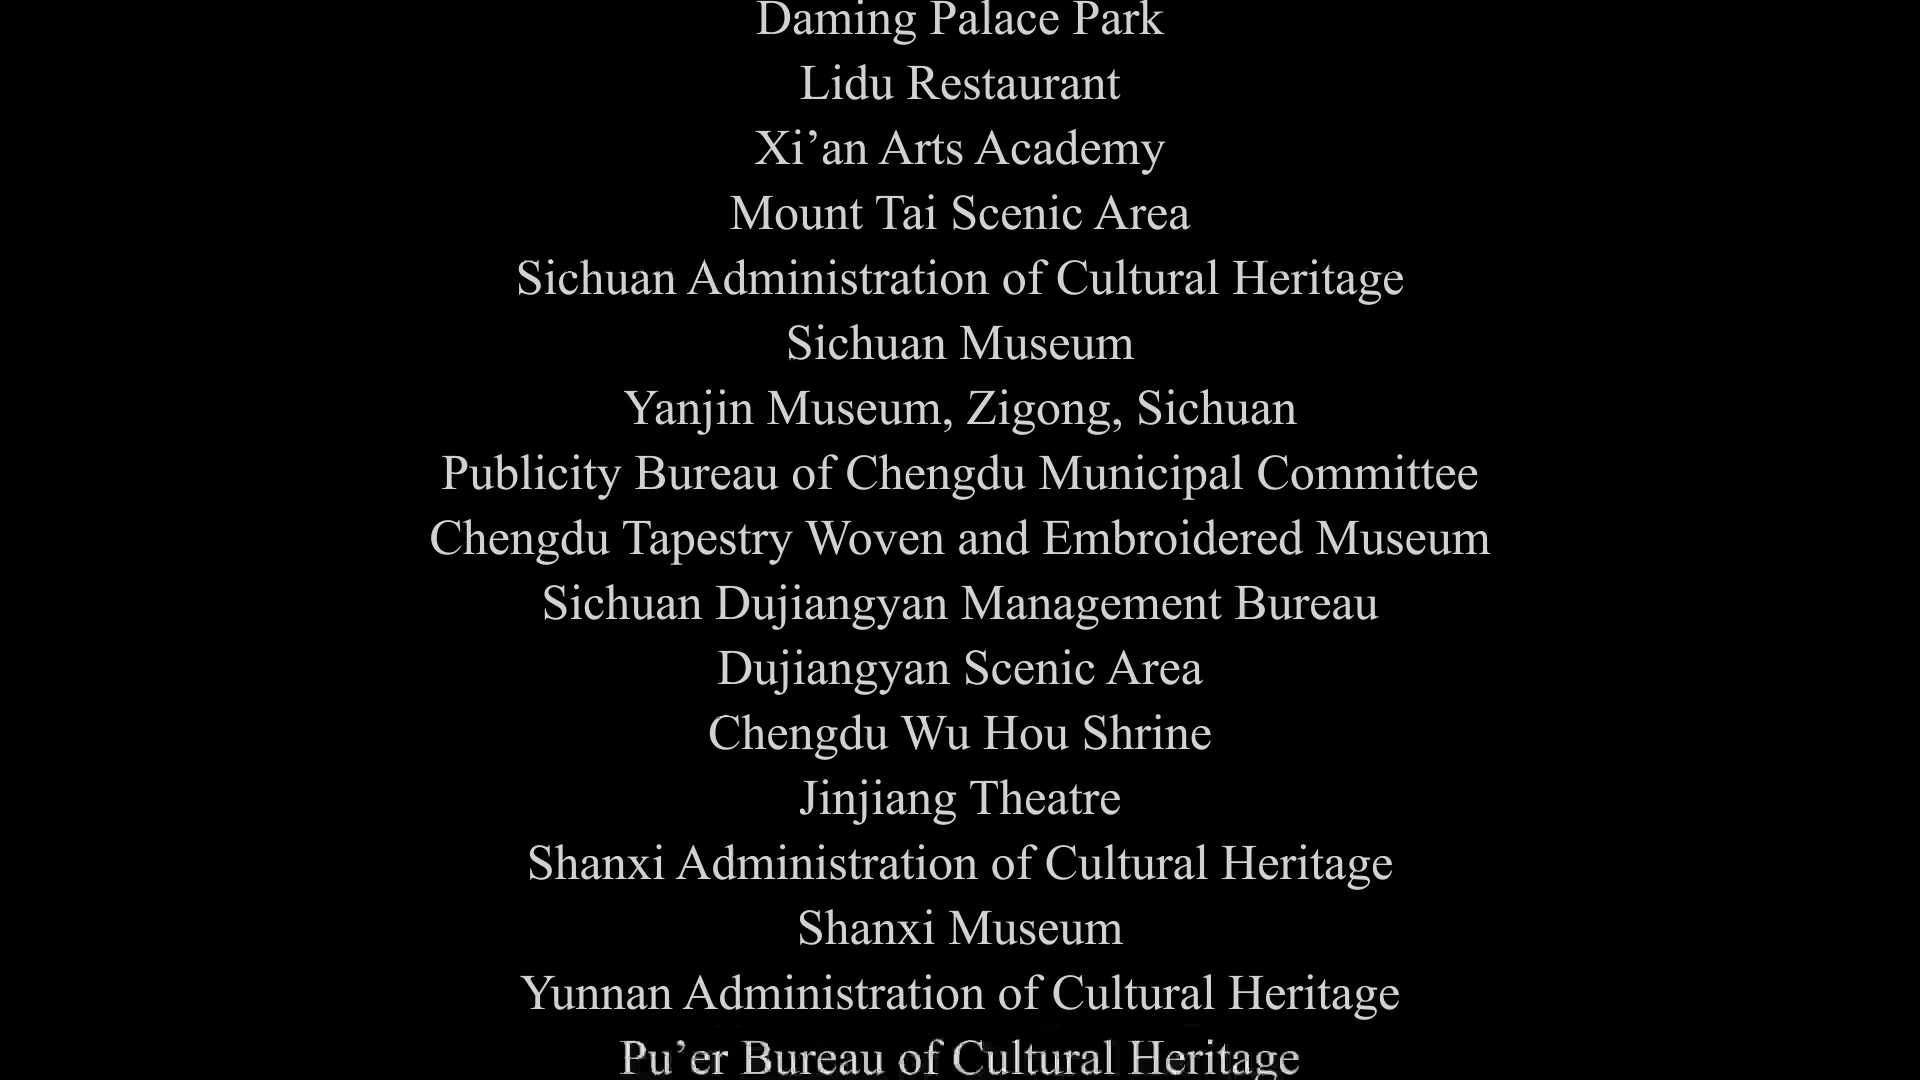 Daming Palace Park
Lidu Restaurant
Xi’an Arts Academy
Mount Tai Scenic Area
Sichuan Administration of Cultural Heritage
Sichuan Museum
Yanjin Museum, Zigong, Sichuan
Publicity Bureau of Chengdu Municipal Committee
Chengdu Tapestry Woven and Embroidered Museum
Sichuan Dujiangyan Management Bureau
Dujiangyan Scenic Area
Chengdu Wu Hou Shrine
Jinjiang Theatre
Shanxi Administration of Cultural Heritage
Shanxi Museum
Yunnan Administration of Cultural Heritage
Pu’er Bureau of Cultural Heritage